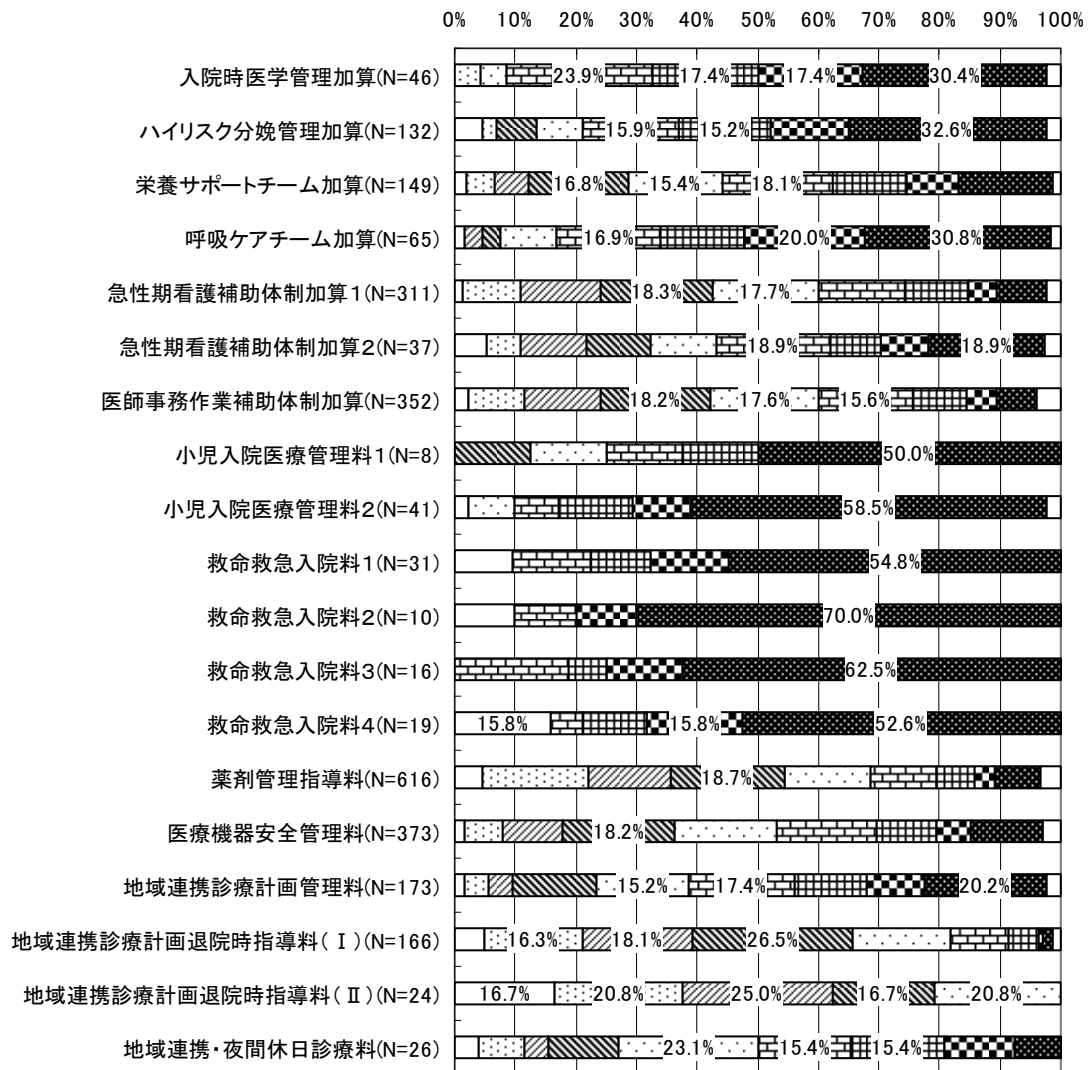 0% 10% 20% 30% 40% 50% 60% 70% 80% 90% 100%
入院時医学管理加算(N=46) 23.9% 17.4% 17.4% 30.4%
ハイリスク分娩管理加算(N=132) 15.9% 15.2% 32.6%
栄養サポートチーム加算(N=149) 16.8% 15.4% 18.1%
呼吸ケアチーム加算(N=65) 16.9% 20.0% 30.8%
急性期看護補助体制加算1(N=311) 18.3% 17.7%
急性期看護補助体制加算2(N=37) 18.9% 18.9%
医師事務作業補助体制加算(N=352) 18.2% 17.6% 15.6%
小児入院医療管理料1(N=8) 50.0%
小児入院医療管理料2(N=41) 58.5%
救命救急入院料1(N=31) 54.8%
救命救急入院料2(N=10) 70.0%
救命救急入院料3(N=16) 62.5%
救命救急入院料4(N=19) 15.8% 15.8% 52.6%
薬剤管理指導料(N=616) 18.7%
医療機器安全管理料(N=373) 18.2%
地域連携診療計画管理料(N=173) 15.2% 17.4% 20.2%
地域連携診療計画退院時指導料(Ⅰ)(N=166) 16.3% 18.1% 26.5%
地域連携診療計画退院時指導料(Ⅱ)(N=24) 16.7% 20.8% 25.0% 16.7% 20.8%
地域連携・夜間休日診療料(N=26) 23.1% 15.4% 15.4%